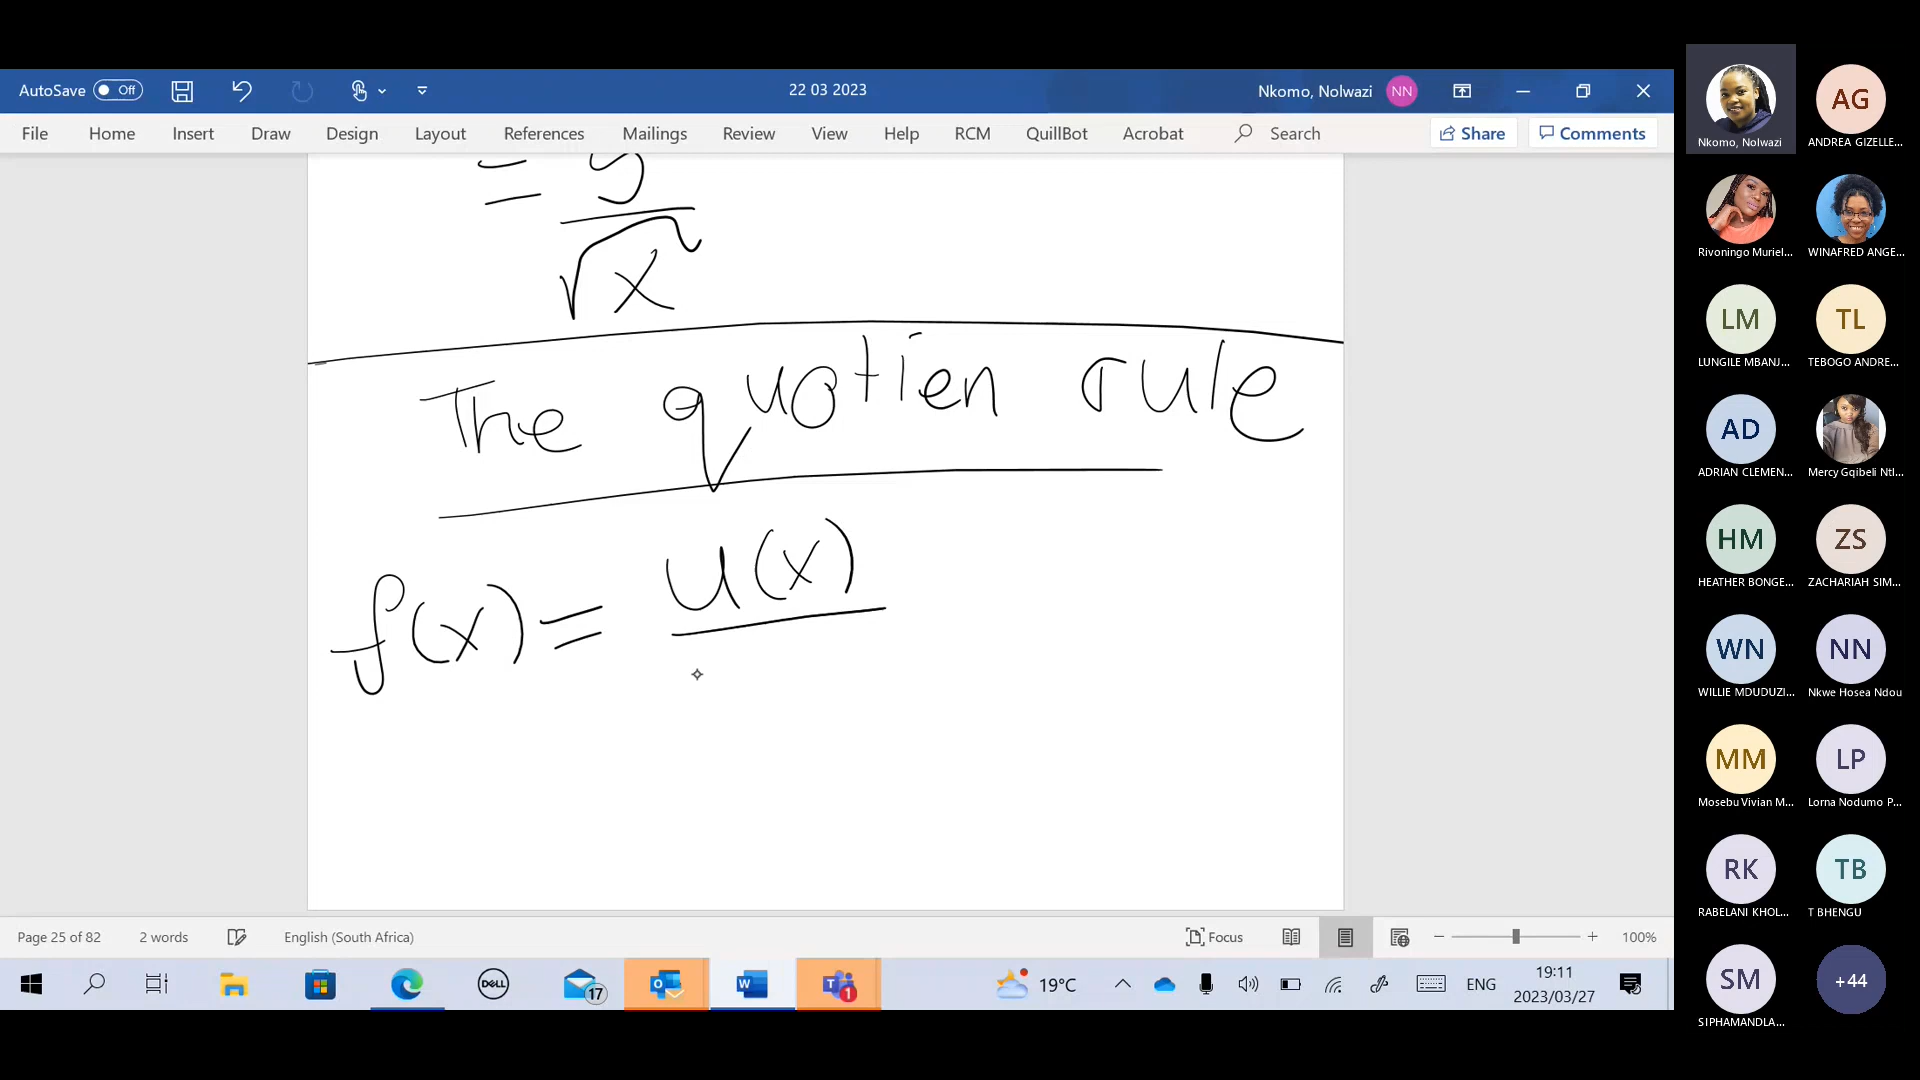 AutoSave Off 22 03 2023 Nkomo, Nolwazi NN
File Home Insert Draw Design Layout References Mailings Review View Help RCM QuillBot Acrobat Search Share Comments
=
√x
The quotien rule
f(x) = u(x)
Page 25 of 82 2 words English (South Africa) Focus 100%
17 1 19°C ENG 19:11
2023/03/27
Nkomo, Nolwazi
AG
ANDREA GIZELLE...
Rivoningo Muriel...
WINAFRED ANGE...
LM
LUNGILE MBANJ...
TL
TEBOGO ANDRE...
AD
ADRIAN CLEMEN...
Mercy Gqibeli Ntl...
HM
HEATHER BONGE...
ZS
ZACHARIAH SIM...
WN
WILLIE MDUDUZI...
NN
Nkwe Hosea Ndou
MM
Mosebu Vivian M...
LP
Lorna Nodumo P...
RK
RABELANI KHOL...
TB
T BHENGU
SM
SIPHAMANDLA...
+44